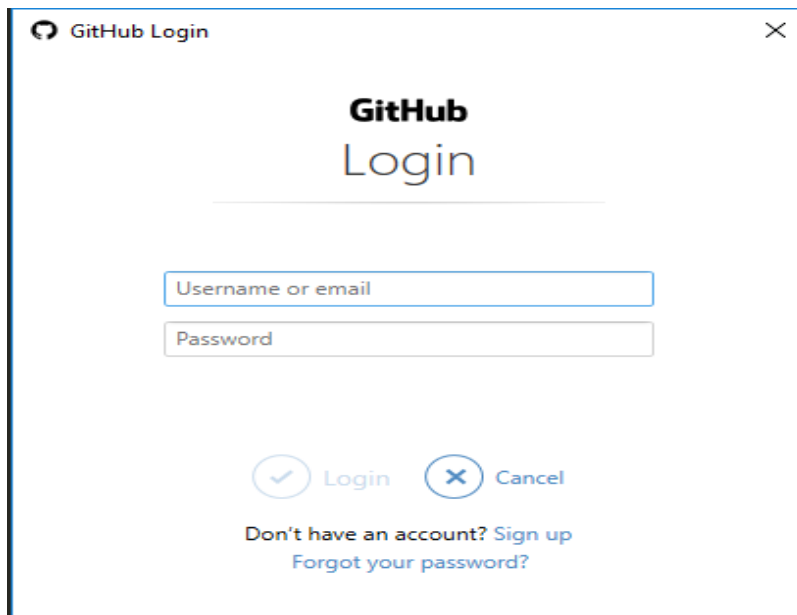 GitHub Login
GitHub
Login
Username or email
Password
Login Cancel
Don't have an account? Sign up
Forgot your password?